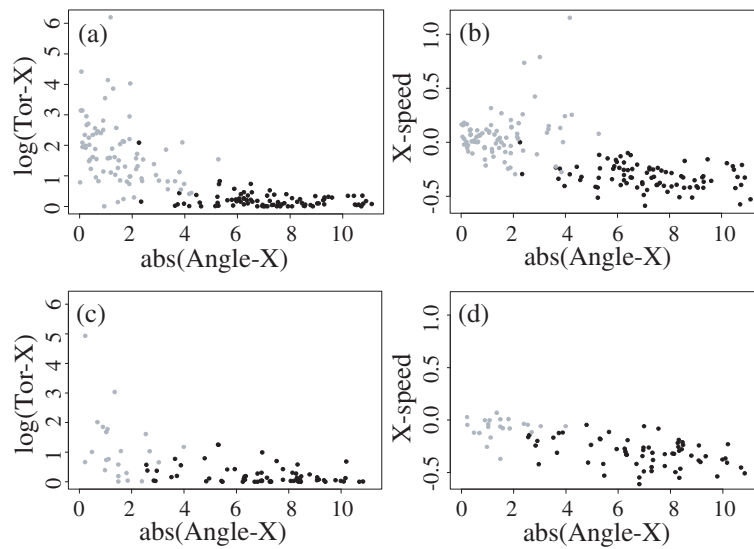 (a)
log(Tor-X)
0 1 2 3 4 5 6
0 2 4 6 8 10
abs(Angle-X)
(b)
X-speed
-0.5 0.0 0.5 1.0
0 2 4 6 8 10
abs(Angle-X)
(c)
log(Tor-X)
0 1 2 3 4 5 6
0 2 4 6 8 10
abs(Angle-X)
(d)
X-speed
-0.5 0.0 0.5 1.0
0 2 4 6 8 10
abs(Angle-X)